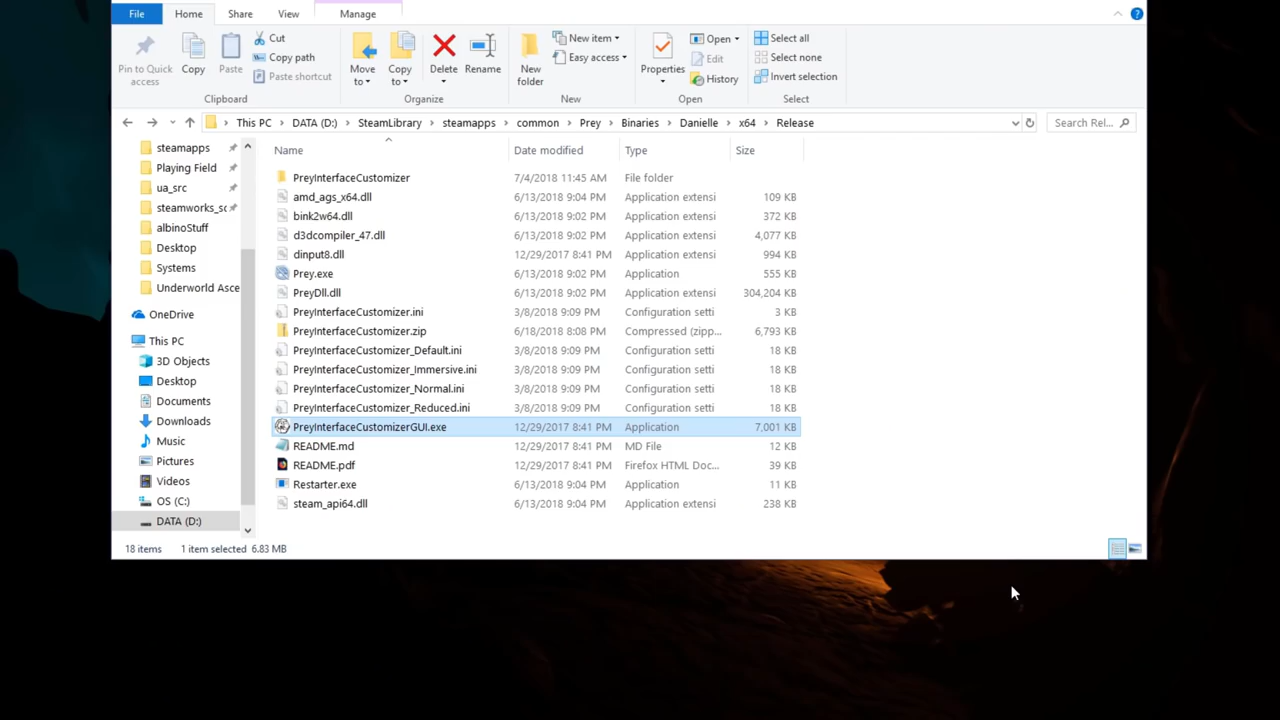 File Home Share View Manage
Pin to Quick access
Copy
Paste
Cut
Copy path
Paste shortcut
Clipboard
Move to
Copy to
Delete
Rename
Organize
New folder
New item
Easy access
New
Properties
Open
Edit
History
Open
Select all
Select none
Invert selection
Select
This PC DATA (D:) SteamLibrary steamapps common Prey Binaries Danielle x64 Release
Search Rel...
steamapps
Playing Field
ua_src
steamworks_sc
albinoStuff
Desktop
Systems
Underworld Asce
OneDrive
This PC
3D Objects
Desktop
Documents
Downloads
Music
Pictures
Videos
OS (C:)
DATA (D:)
Name Date modified Type Size
PreyInterfaceCustomizer 7/4/2018 11:45 AM File folder
amd_ags_x64.dll 6/13/2018 9:04 PM Application extensi 109 KB
bink2w64.dll 6/13/2018 9:02 PM Application extensi 372 KB
d3dcompiler_47.dll 6/13/2018 9:02 PM Application extensi 4,077 KB
dinput8.dll 12/29/2017 8:41 PM Application extensi 994 KB
Prey.exe 6/13/2018 9:02 PM Application 555 KB
PreyDll.dll 6/13/2018 9:02 PM Application extensi 304,204 KB
PreyInterfaceCustomizer.ini 3/8/2018 9:09 PM Configuration setti 3 KB
PreyInterfaceCustomizer.zip 6/18/2018 8:08 PM Compressed (zipp... 6,793 KB
PreyInterfaceCustomizer_Default.ini 3/8/2018 9:09 PM Configuration setti 18 KB
PreyInterfaceCustomizer_Immersive.ini 3/8/2018 9:09 PM Configuration setti 18 KB
PreyInterfaceCustomizer_Normal.ini 3/8/2018 9:09 PM Configuration setti 18 KB
PreyInterfaceCustomizer_Reduced.ini 3/8/2018 9:09 PM Configuration setti 18 KB
PreyInterfaceCustomizerGUI.exe 12/29/2017 8:41 PM Application 7,001 KB
README.md 12/29/2017 8:41 PM MD File 12 KB
README.pdf 12/29/2017 8:41 PM Firefox HTML Doc... 39 KB
Restarter.exe 6/13/2018 9:04 PM Application 11 KB
steam_api64.dll 6/13/2018 9:04 PM Application extensi 238 KB
18 items 1 item selected 6.83 MB